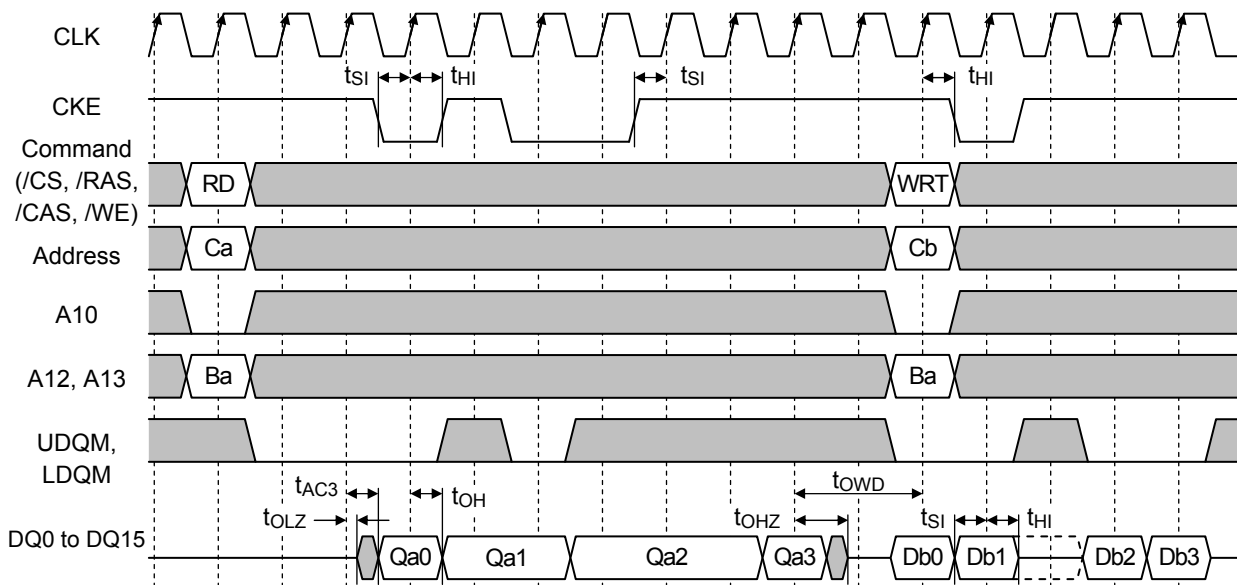 CLK
tSI tHI tSI tHI
CKE
Command
(/CS, /RAS,
/CAS, /WE)
RD WRT
Address
Ca Cb
A10
A12, A13
Ba Ba
UDQM,
LDQM
tAC3 tOH tOWD
tOLZ tOHZ tSI tHI
DQ0 to DQ15
Qa0 Qa1 Qa2 Qa3 Db0 Db1 Db2 Db3